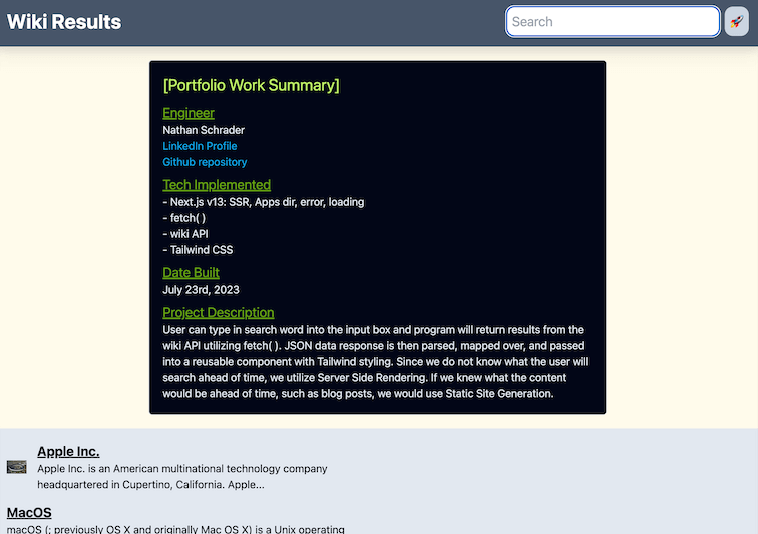 Wiki Results
Search
[Portfolio Work Summary]
Engineer
Nathan Schrader
LinkedIn Profile
Github repository
Tech Implemented
- Next.js v13: SSR, Apps dir, error, loading
- fetch( )
- wiki API
- Tailwind CSS
Date Built
July 23rd, 2023
Project Description
User can type in search word into the input box and program will return results from the
wiki API utilizing fetch( ). JSON data response is then parsed, mapped over, and passed
into a reusable component with Tailwind styling. Since we do not know what the user will
search ahead of time, we utilize Server Side Rendering. If we knew what the content
would be ahead of time, such as blog posts, we would use Static Site Generation.
Apple Inc.
Apple Inc. is an American multinational technology company
headquartered in Cupertino, California. Apple...
MacOS
macOS (; previously OS X and originally Mac OS X) is a Unix operating